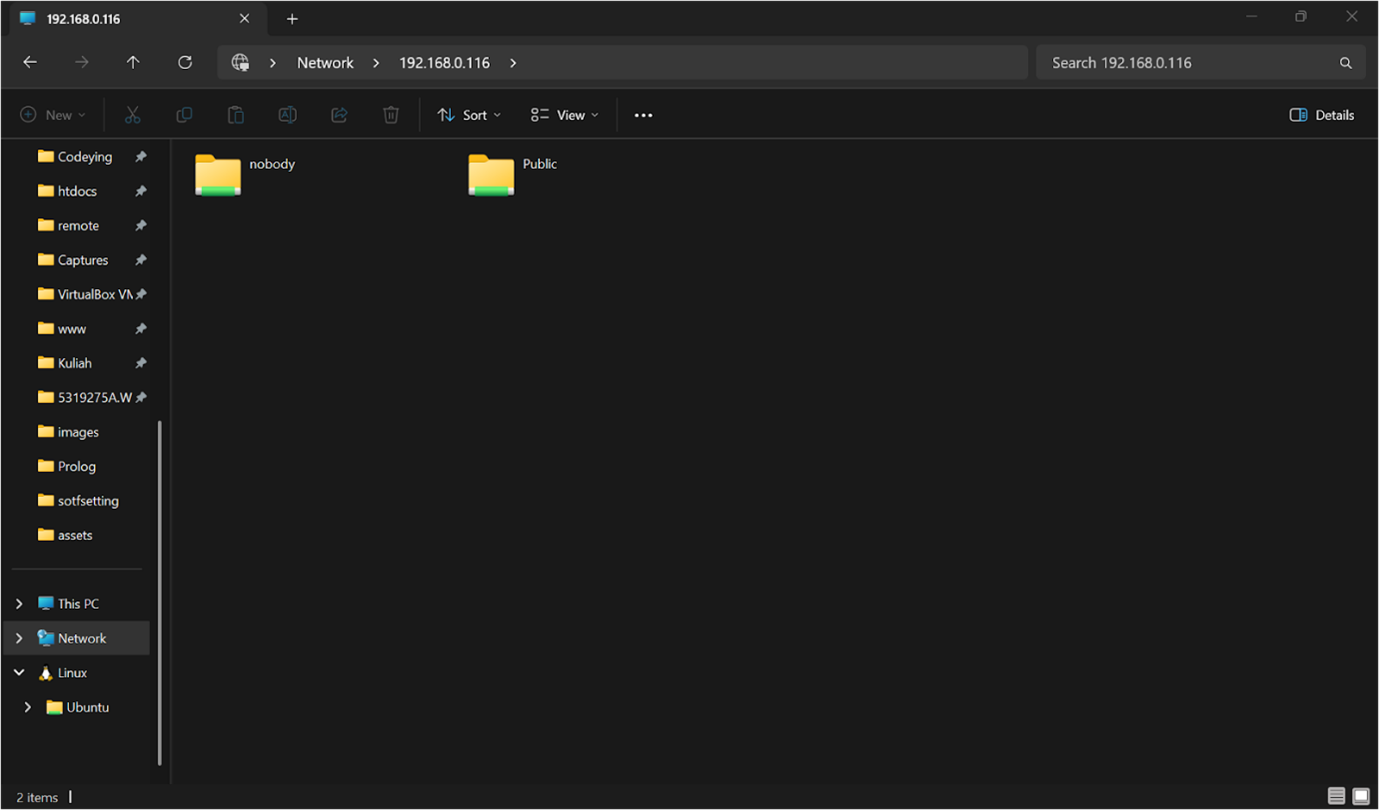 192.168.0.116
Network 192.168.0.116
Search 192.168.0.116
New Sort View Details
Codeying
htdocs
remote
Captures
VirtualBox VM
www
Kuliah
5319275A.W
images
Prolog
sotfsetting
assets
This PC
Network
Linux
Ubuntu
nobody
Public
2 items